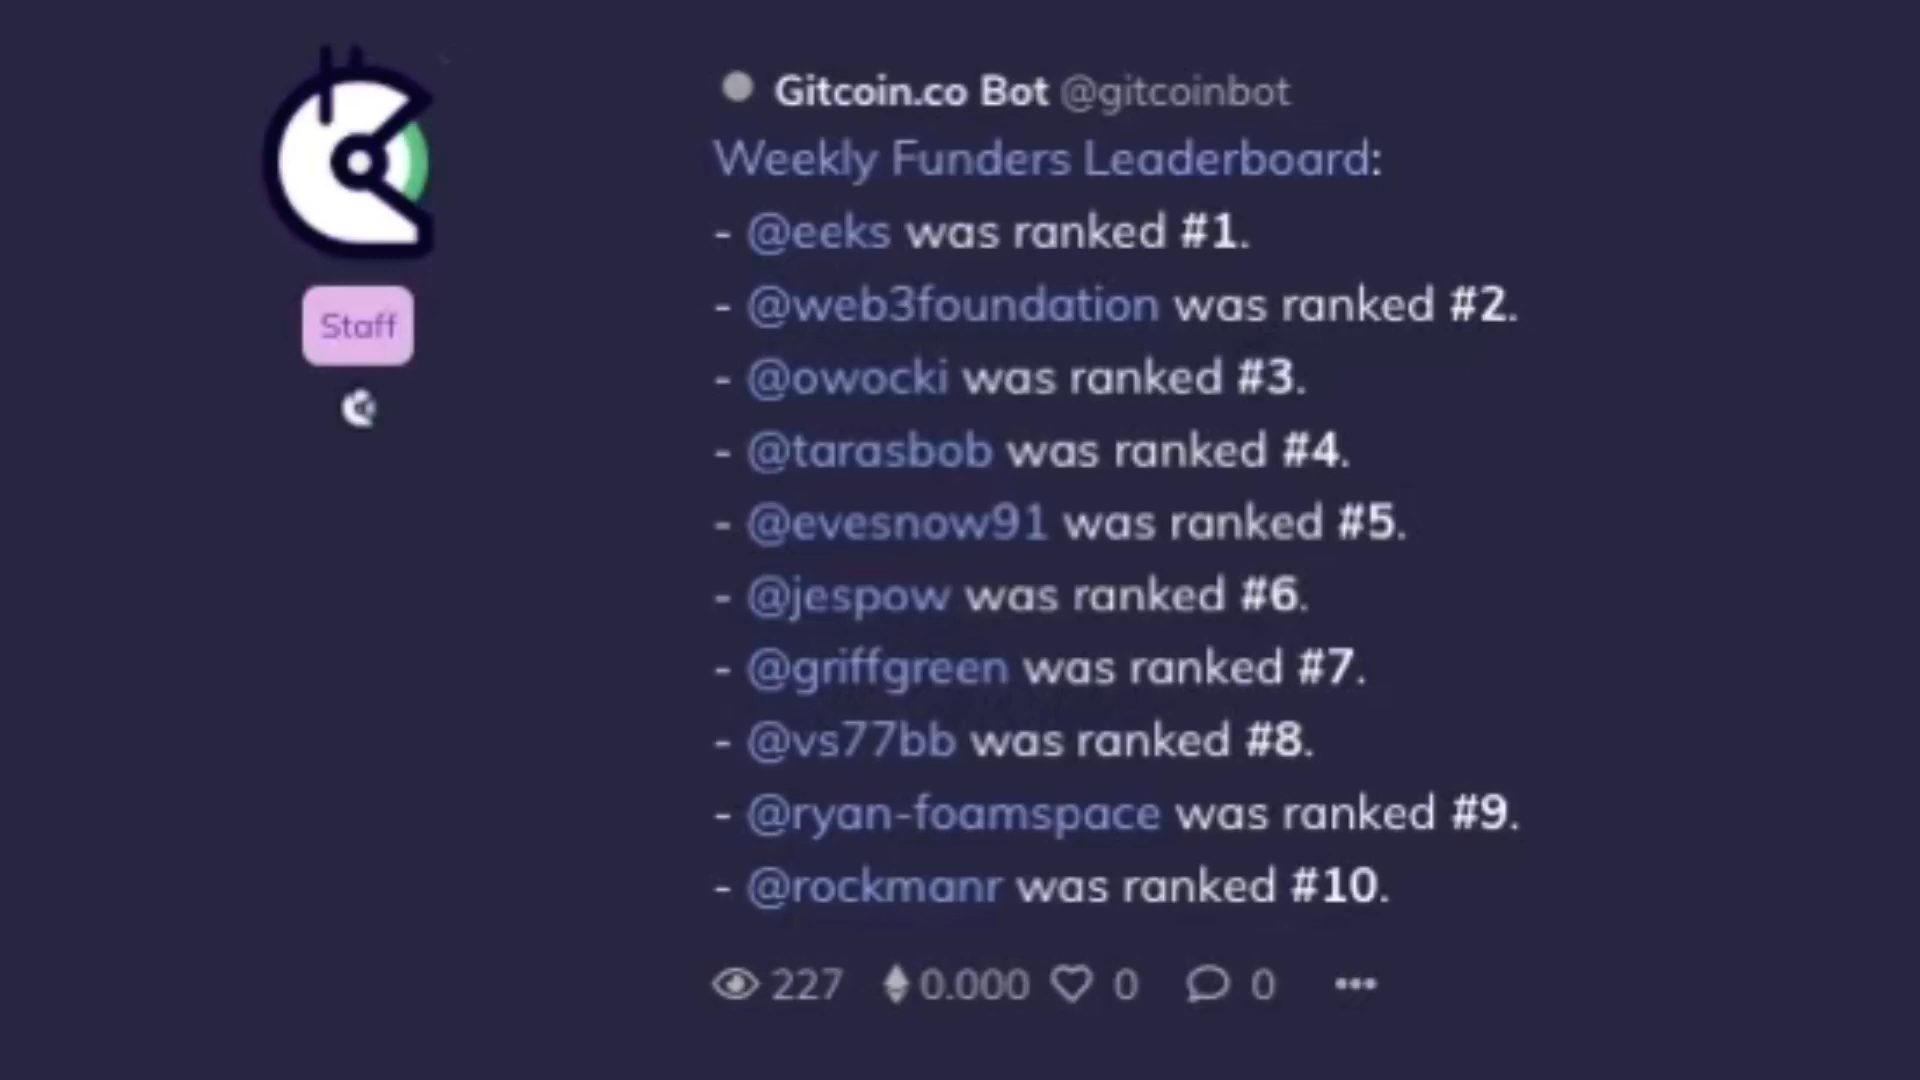 Gitcoin.co Bot @gitcoinbot
Weekly Funders Leaderboard:
- @eeks was ranked #1.
- @web3foundation was ranked #2.
- @owocki was ranked #3.
- @tarasbob was ranked #4.
- @evesnow91 was ranked #5.
- @jespow was ranked #6.
- @griffgreen was ranked #7.
- @vs77bb was ranked #8.
- @ryan-foamspace was ranked #9.
- @rockmanr was ranked #10.
227 0.000 0 0 •••
Staff